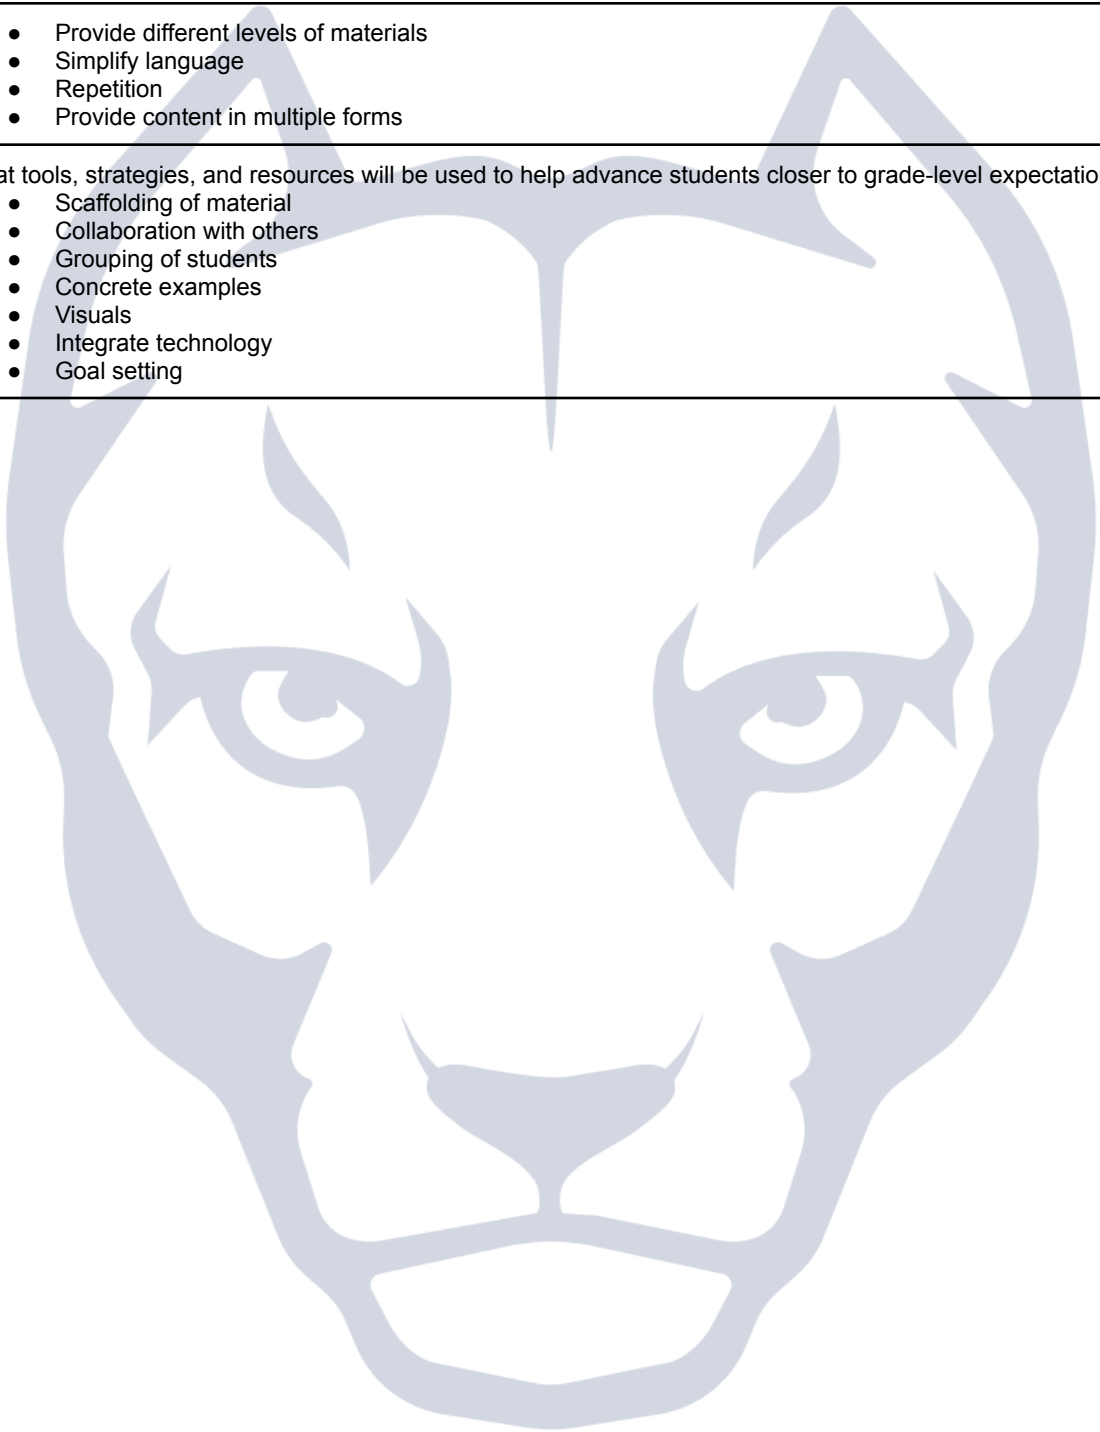 ● Provide different levels of materials
● Simplify language
● Repetition
● Provide content in multiple forms
at tools, strategies, and resources will be used to help advance students closer to grade-level expectatio
● Scaffolding of material
● Collaboration with others
● Grouping of students
● Concrete examples
● Visuals
● Integrate technology
● Goal setting